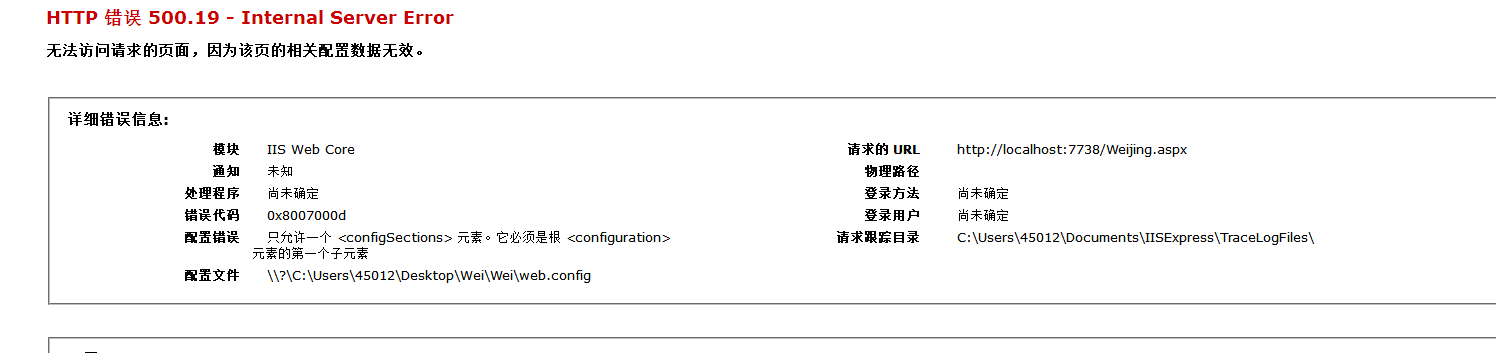 HTTP 错误 500.19 - Internal Server Error
无法访问请求的页面，因为该页的相关配置数据无效。
详细错误信息:
模块 IIS Web Core
通知 未知
处理程序 尚未确定
错误代码 0x8007000d
配置错误 只允许一个 <configSections> 元素。它必须是根 <configuration>
元素的第一个子元素
配置文件 \\?\C:\Users\45012\Desktop\Wei\Wei\web.config
请求的 URL http://localhost:7738/Weijing.aspx
物理路径
登录方法 尚未确定
登录用户 尚未确定
请求跟踪目录 C:\Users\45012\Documents\IISExpress\TraceLogFiles\